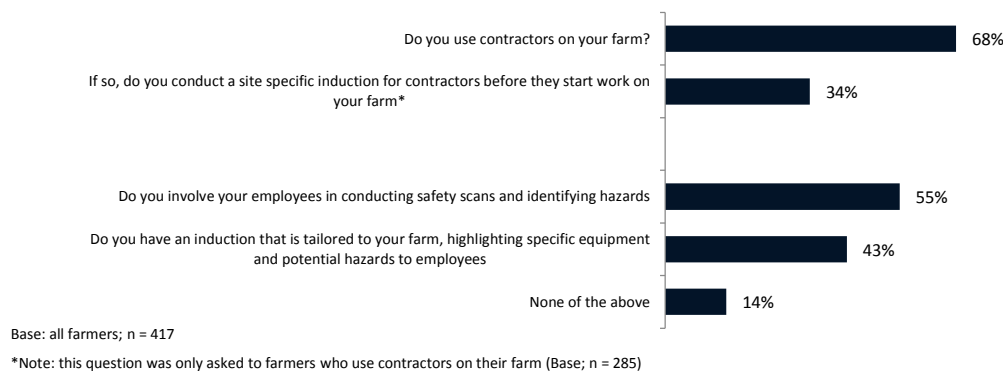 Do you use contractors on your farm?
68%
If so, do you conduct a site specific induction for contractors before they start work on
your farm*
34%
Do you involve your employees in conducting safety scans and identifying hazards
55%
Do you have an induction that is tailored to your farm, highlighting specific equipment
and potential hazards to employees
43%
None of the above
14%
Base: all farmers; n = 417
*Note: this question was only asked to farmers who use contractors on their farm (Base; n = 285)